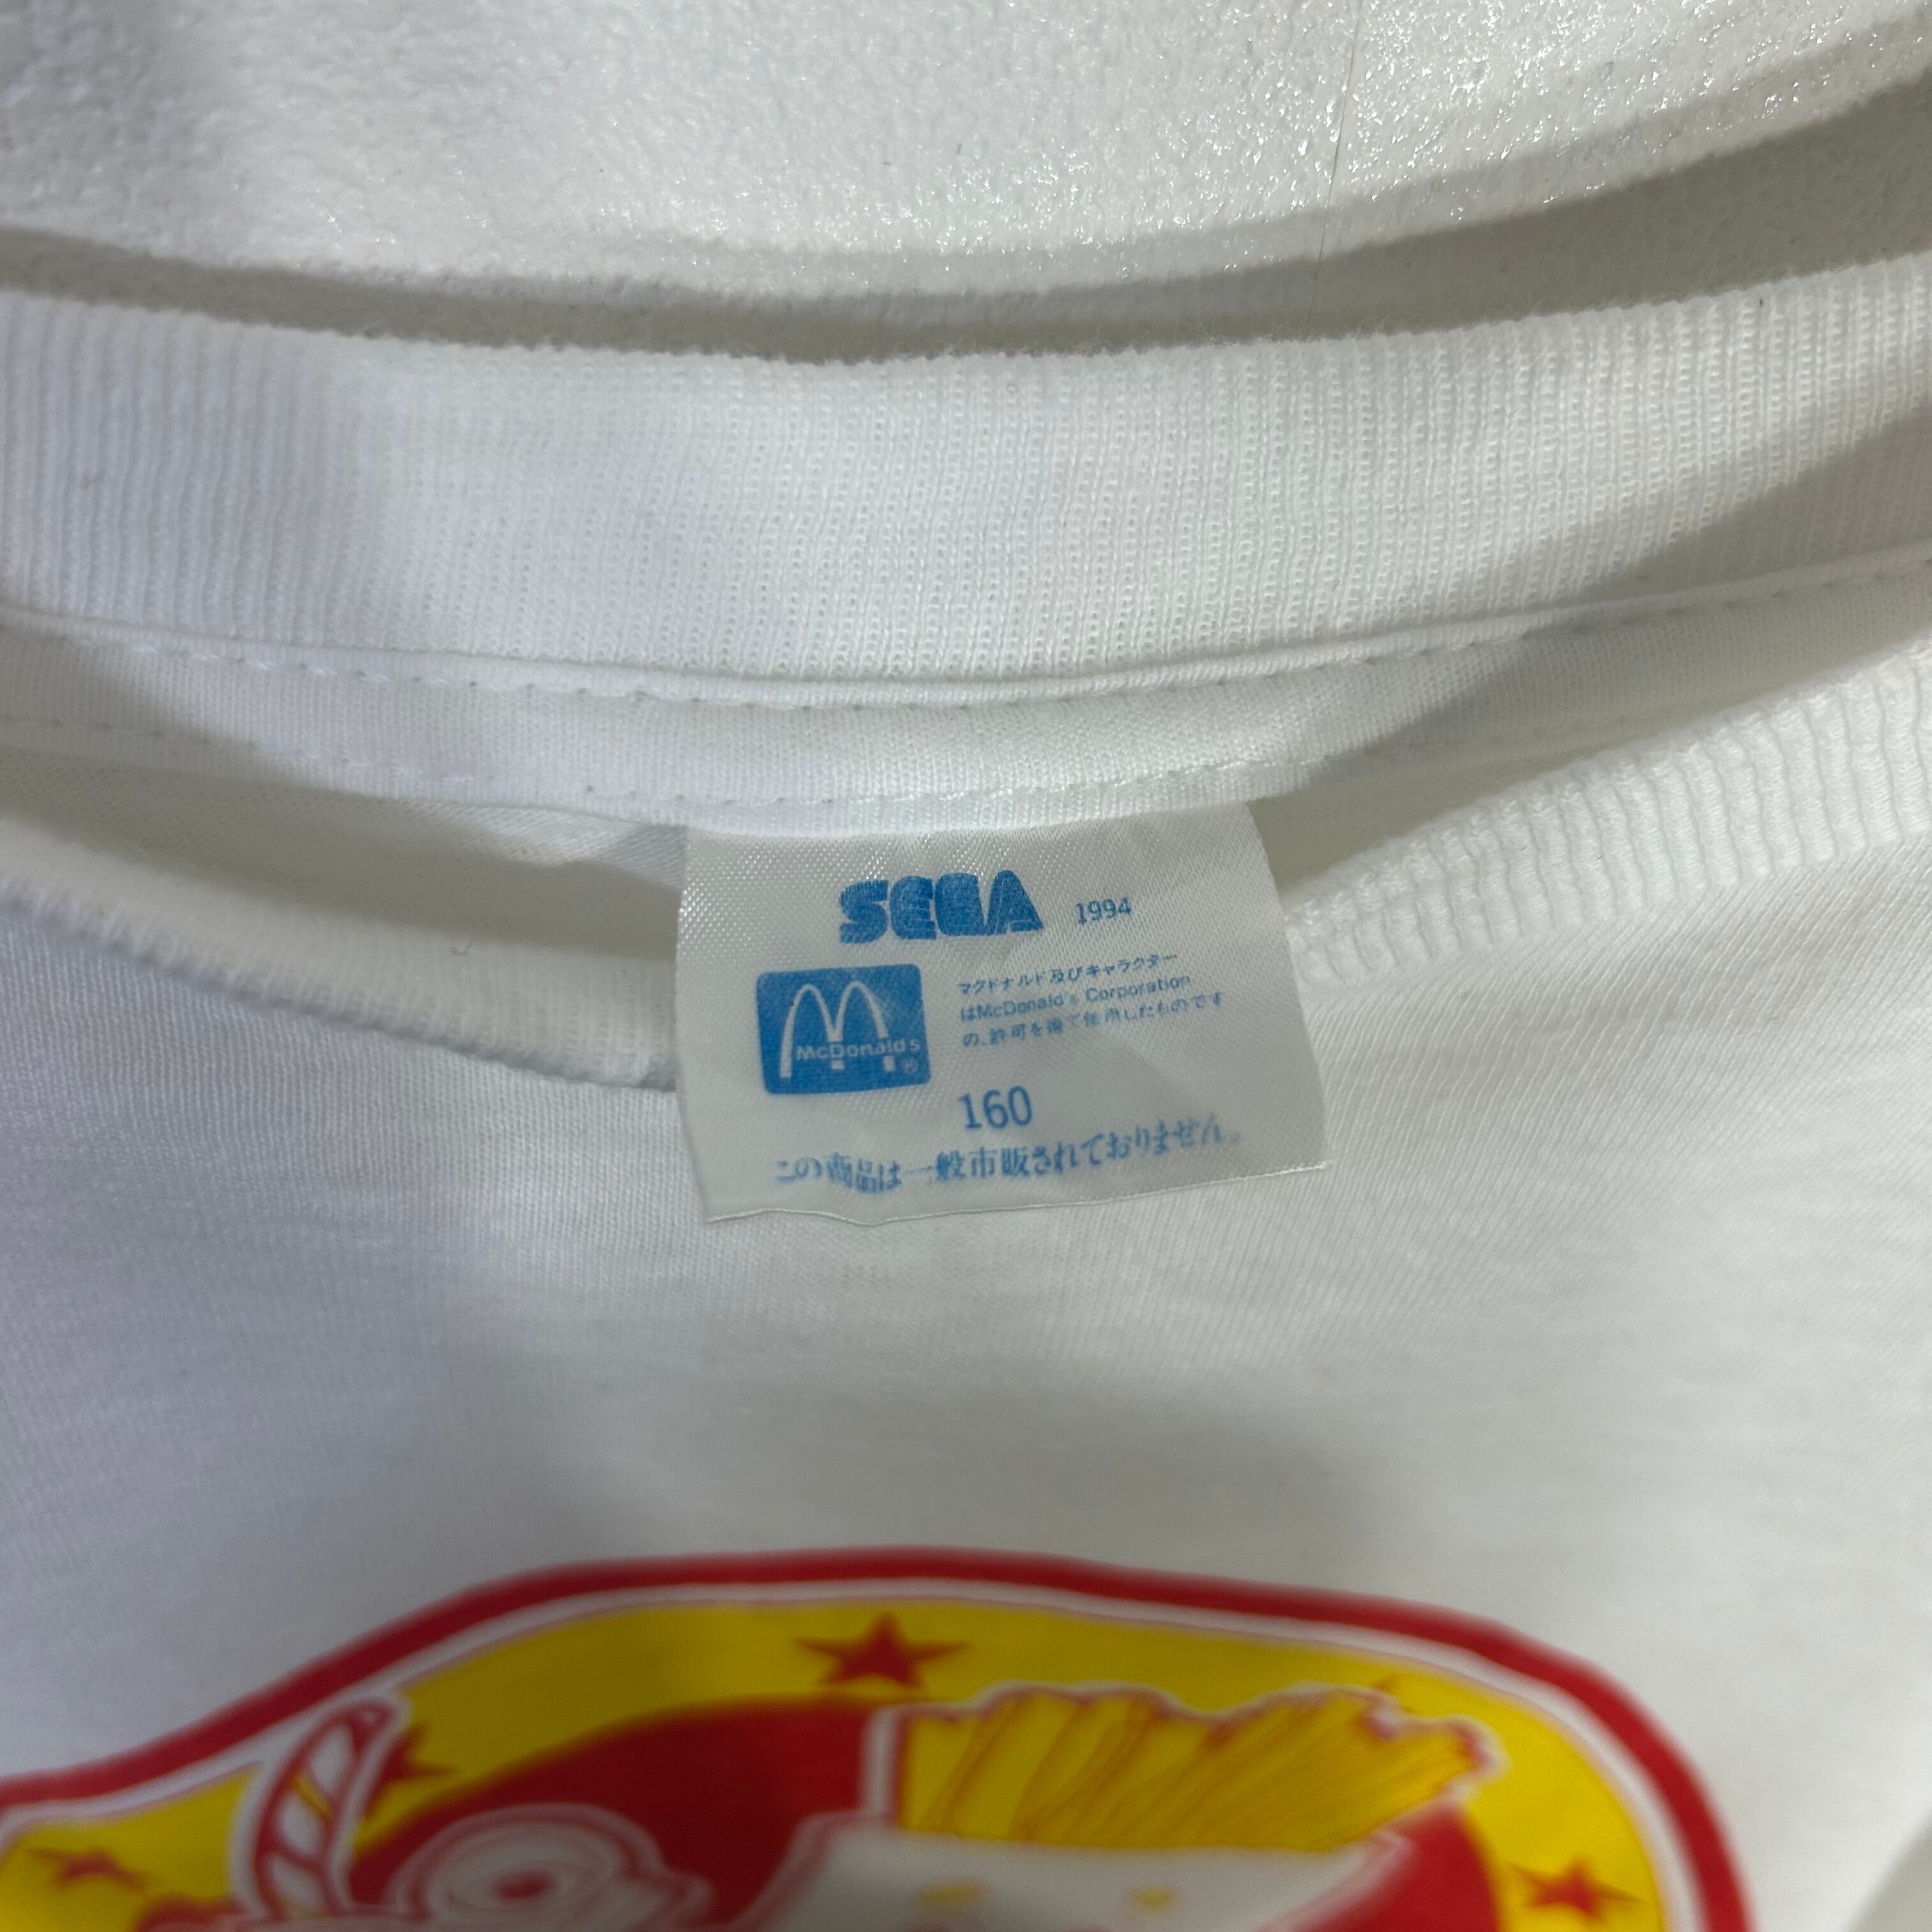 SEGA 1994
マクドナルド及びキャラクター
はMcDonald's Corporation
の、許可を得て使用したものです
McDonald's
®
160
この商品は一般市販されておりません。